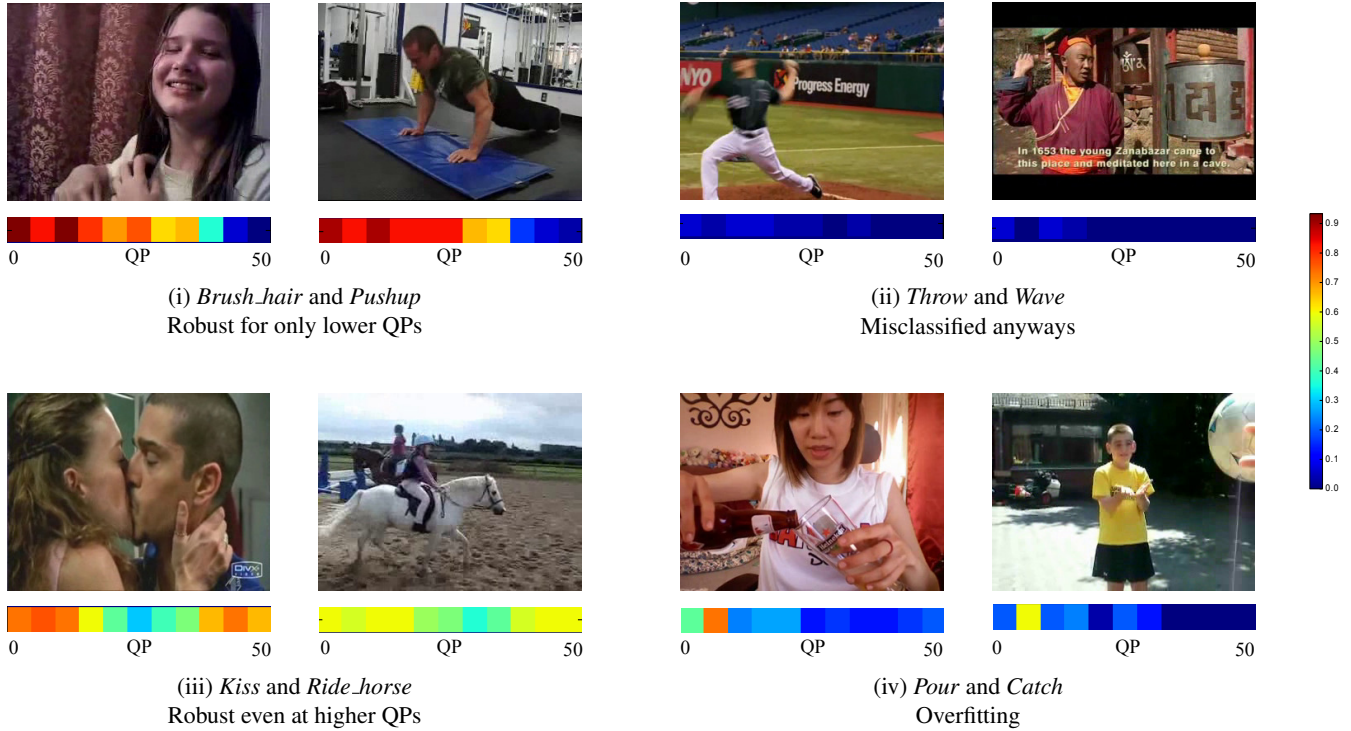 NYO
Progress Energy
In 1653 the young Zanabazar came to
this place and meditated here in a cave.
0
QP
50
0
QP
50
0
QP
50
0
QP
50
(i) Brush_hair and Pushup
Robust for only lower QPs
(ii) Throw and Wave
Misclassified anyways
0.9
0.8
0.7
0.6
0.5
0.4
0.3
0.2
0.1
0.0
DIVX
VIDEO
0
QP
50
0
QP
50
0
QP
50
0
QP
50
(iii) Kiss and Ride_horse
Robust even at higher QPs
(iv) Pour and Catch
Overfitting